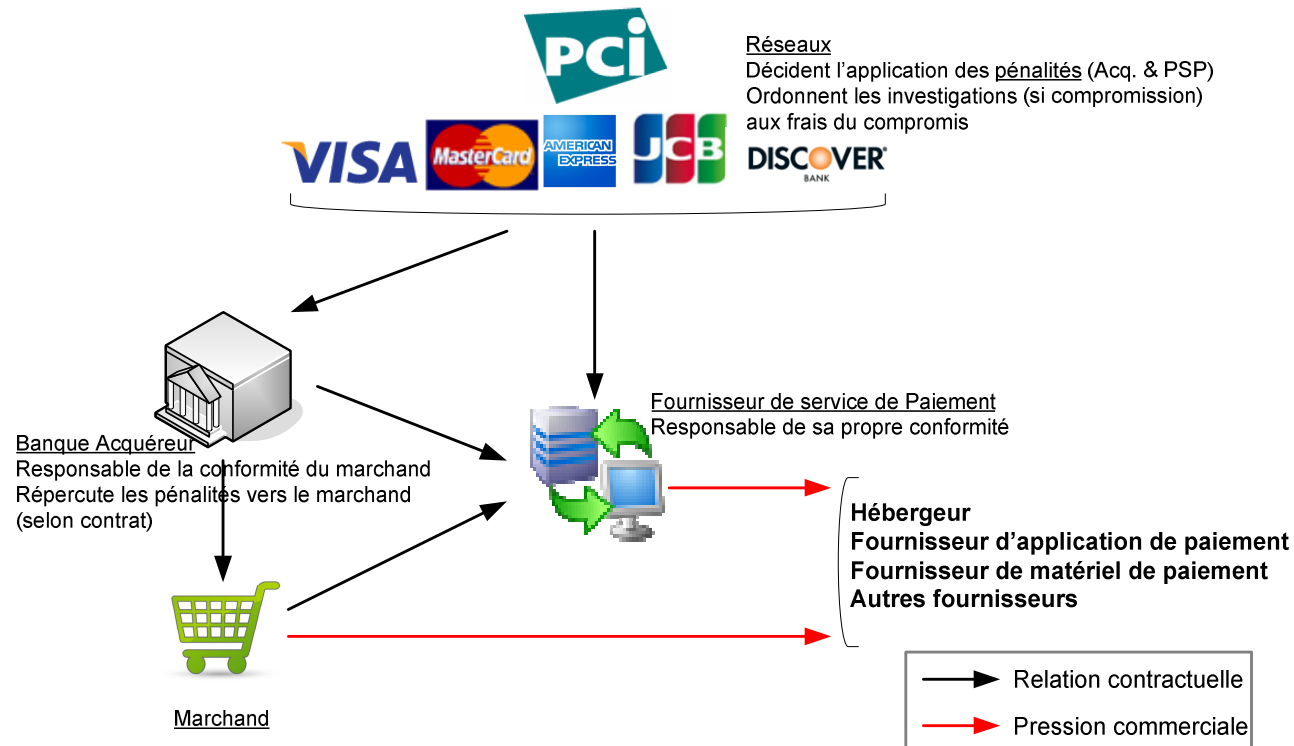 PCi
Réseaux
Décident l'application des pénalités (Acq. & PSP)
Ordonnent les investigations (si compromission)
aux frais du compromis
VISA
MasterCard
AMERICAN
EXPRESS
JCB
DISCOVER
BANK
Fournisseur de service de Paiement
Responsable de sa propre conformité
Banque Acquéreur
Responsable de la conformité du marchand
Répercute les pénalités vers le marchand
(selon contrat)
Hébergeur
Fournisseur d'application de paiement
Fournisseur de matériel de paiement
Autres fournisseurs
Marchand
Relation contractuelle
Pression commerciale